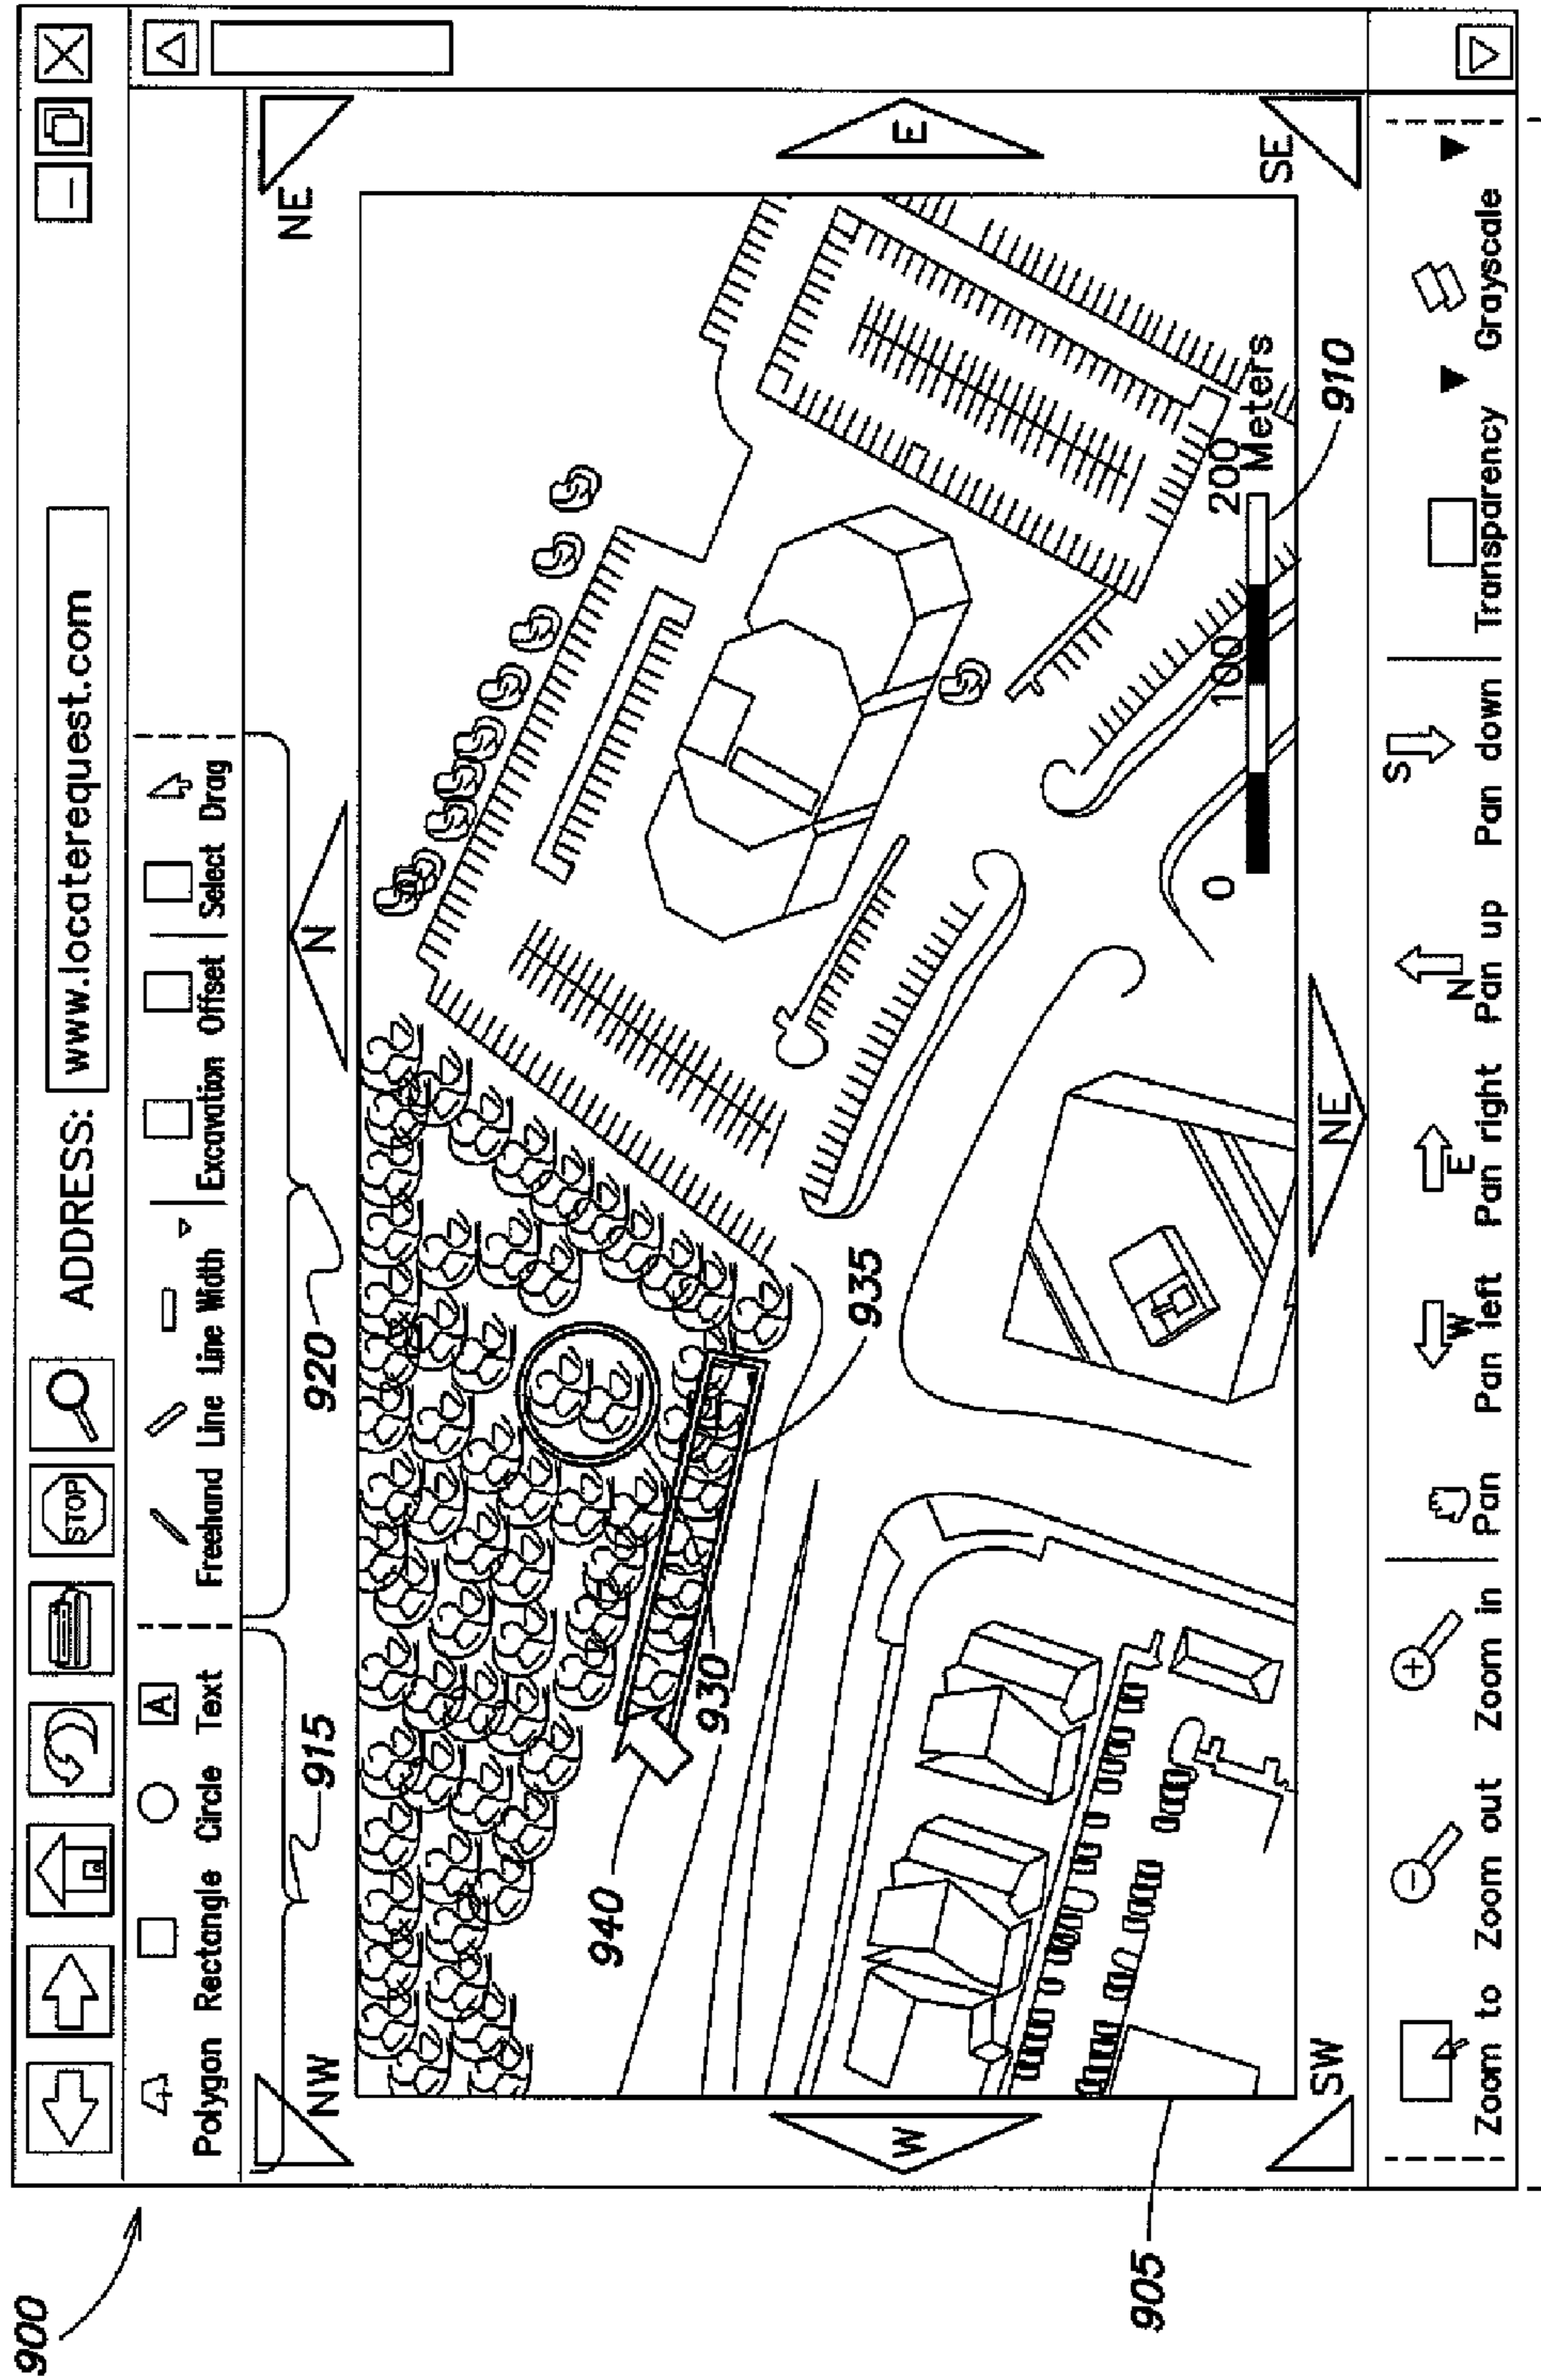 900
ADDRESS: www.locaterequest.com
STOP
A
Polygon Rectangle Circle Text Freehand Line Line Width Excavation Offset Select Drag
915
920
NW
N
NE
940
930
935
W
E
0 100 200
Meters
905
910
SW
NE
SE
W E N S
Zoom to Zoom out Zoom in Pan Pan left Pan right Pan up Pan down Transparency Grayscale